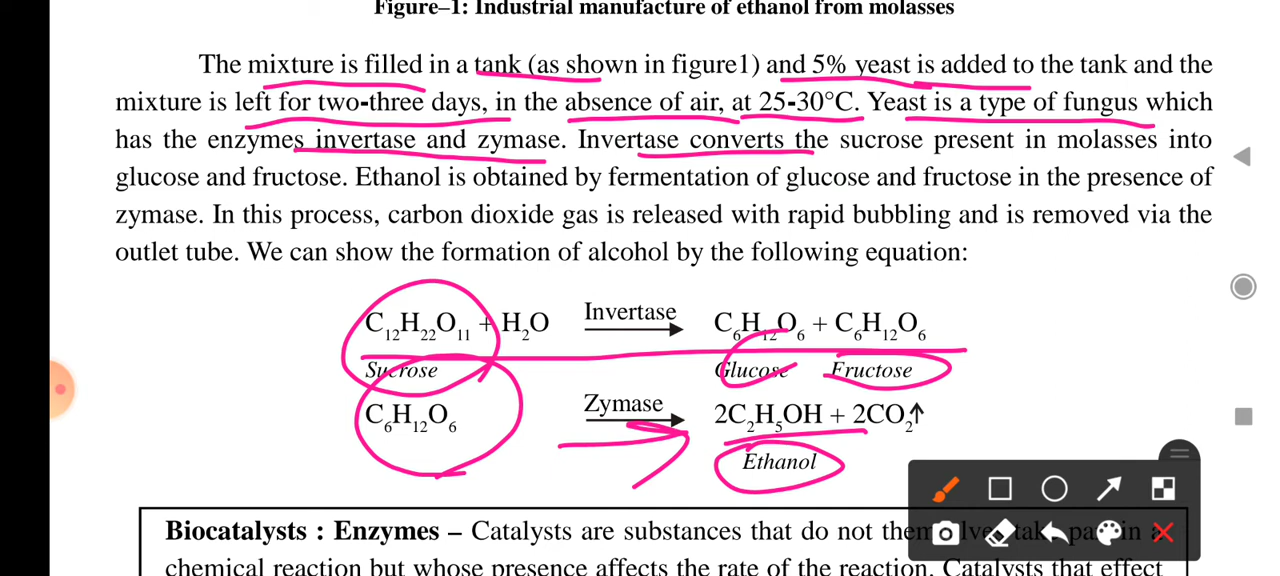 Figure–1: Industrial manufacture of ethanol from molasses
The mixture is filled in a tank (as shown in figure1) and 5% yeast is added to the tank and the
mixture is left for two-three days, in the absence of air, at 25-30°C. Yeast is a type of fungus which
has the enzymes invertase and zymase. Invertase converts the sucrose present in molasses into
glucose and fructose. Ethanol is obtained by fermentation of glucose and fructose in the presence of
zymase. In this process, carbon dioxide gas is released with rapid bubbling and is removed via the
outlet tube. We can show the formation of alcohol by the following equation:
C₁₂H₂₂O₁₁ + H₂O Invertase → C₆H₁₂O₆ + C₆H₁₂O₆
Sucrose Glucose Fructose
C₆H₁₂O₆ Zymase → 2C₂H₅OH + 2CO₂↑
Ethanol
Biocatalysts : Enzymes – Catalysts are substances that do not
chemical reaction but whose presence affects the rate of the reaction. Catalysts that effect